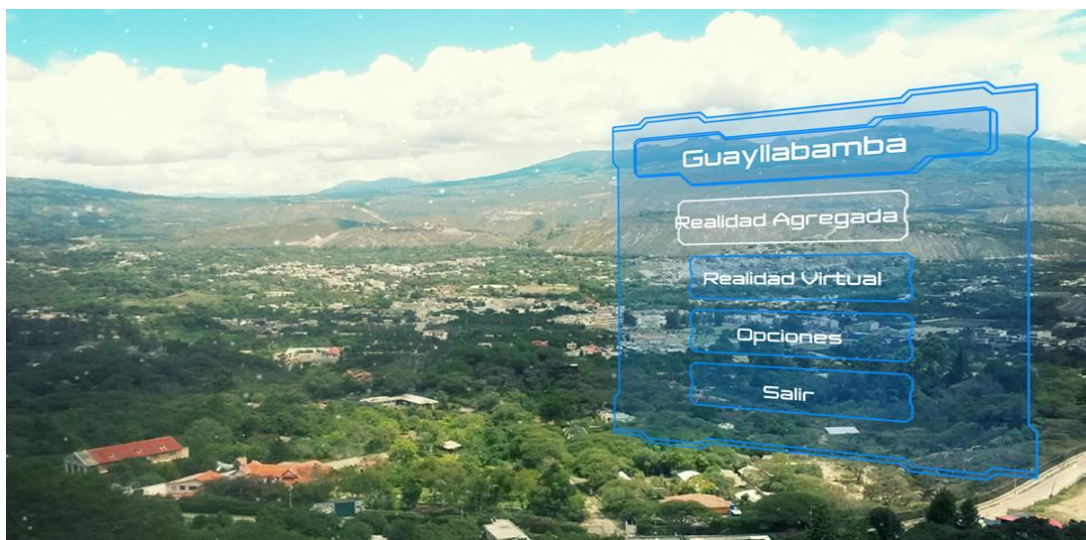 Guayllabamba
Realidad Agregada
Realidad Virtual
Opciones
Salir